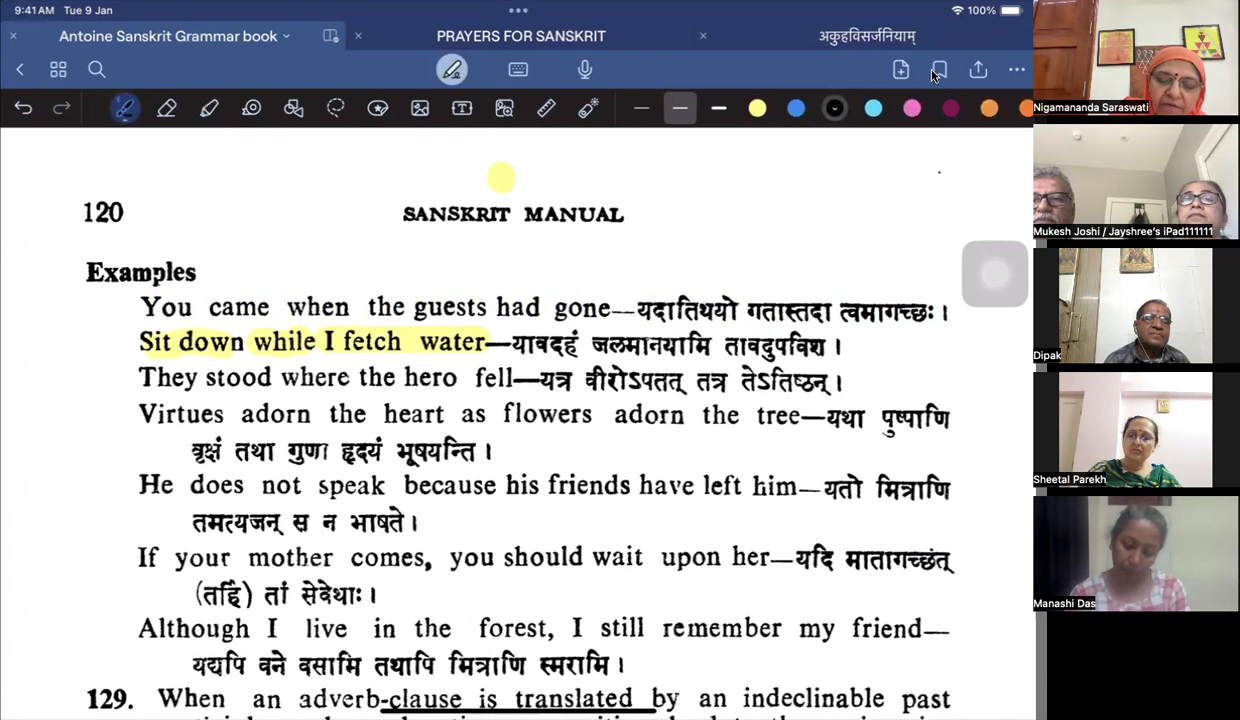 9:41 AM Tue 9 Jan
100%
Antoine Sanskrit Grammar book
PRAYERS FOR SANSKRIT
अकुहविसर्जनियाम्
120
SANSKRIT MANUAL
Examples
You came when the guests had gone—यदातिथयो गतास्तदा त्वमागच्छः।
Sit down while I fetch water—यावदहं जलमानयामि तावदुपविश।
They stood where the hero fell—यत्र वीरोऽपतत् तत्र तेऽतिष्ठन्।
Virtues adorn the heart as flowers adorn the tree—यथा पुष्पाणि
वृक्षं तथा गुणा हृदयं भूषयन्ति।
He does not speak because his friends have left him—यतो मित्राणि
तमत्यजन् स न भाषते।
If your mother comes, you should wait upon her—यदि मातागच्छेत्
(तर्हि) तां सेवेथाः।
Although I live in the forest, I still remember my friend—
यद्यपि वने वसामि तथापि मित्राणि स्मरामि।
129. When an adverb-clause is translated by an indeclinable past
Nigamananda Saraswati
Mukesh Joshi / Jayshree's iPad111111
Dipak
Sheetal Parekh
Manashi Das